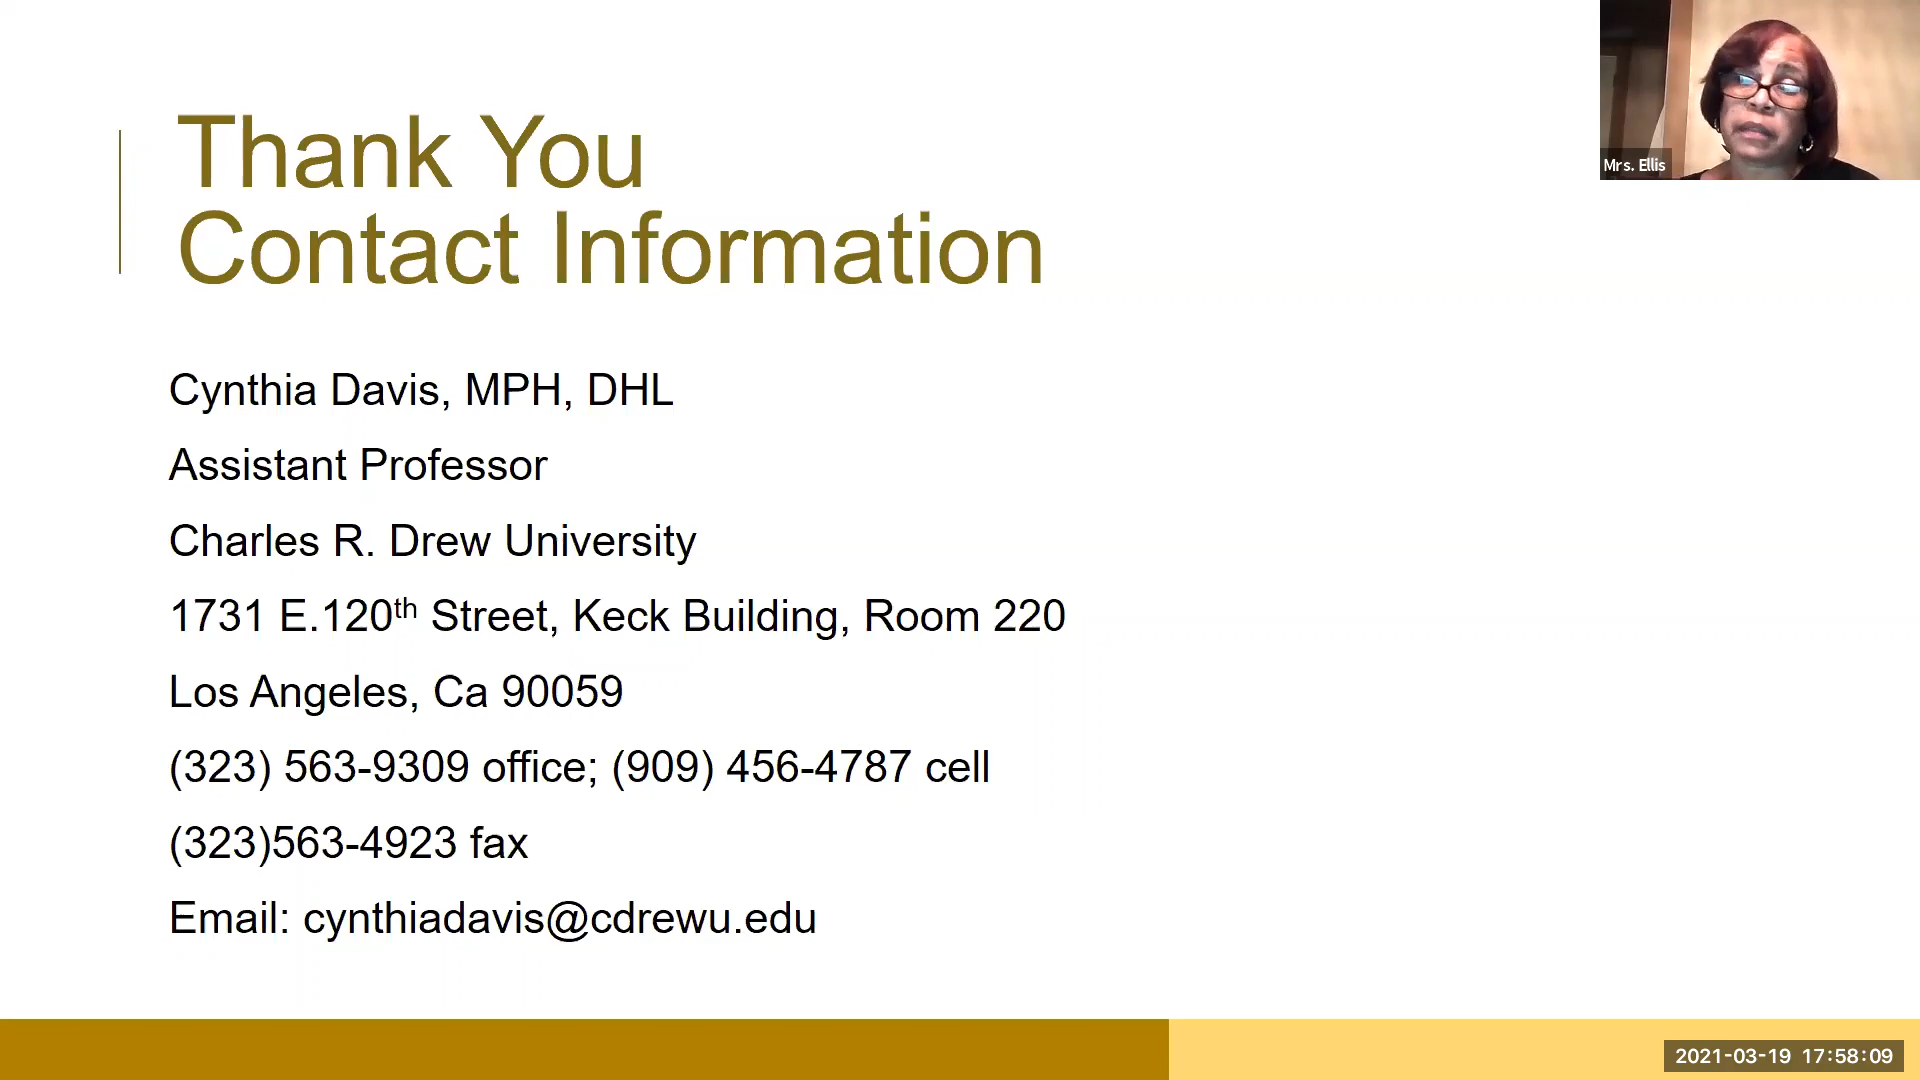 Thank You
Contact Information
Cynthia Davis, MPH, DHL
Assistant Professor
Charles R. Drew University
1731 E.120th Street, Keck Building, Room 220
Los Angeles, Ca 90059
(323) 563-9309 office; (909) 456-4787 cell
(323)563-4923 fax
Email: cynthiadavis@cdrewu.edu
Mrs. Ellis
2021-03-19 17:58:09